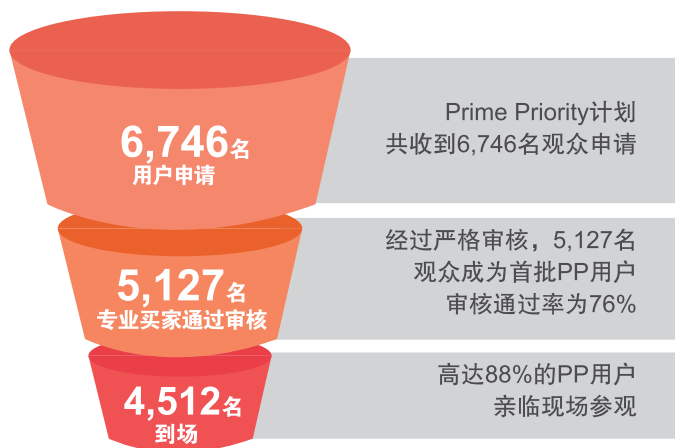 6,746名
用户申请
Prime Priority计划
共收到6,746名观众申请
5,127名
专业买家通过审核
经过严格审核，5,127名
观众成为首批PP用户
审核通过率为76%
4,512名
到场
高达88%的PP用户
亲临现场参观